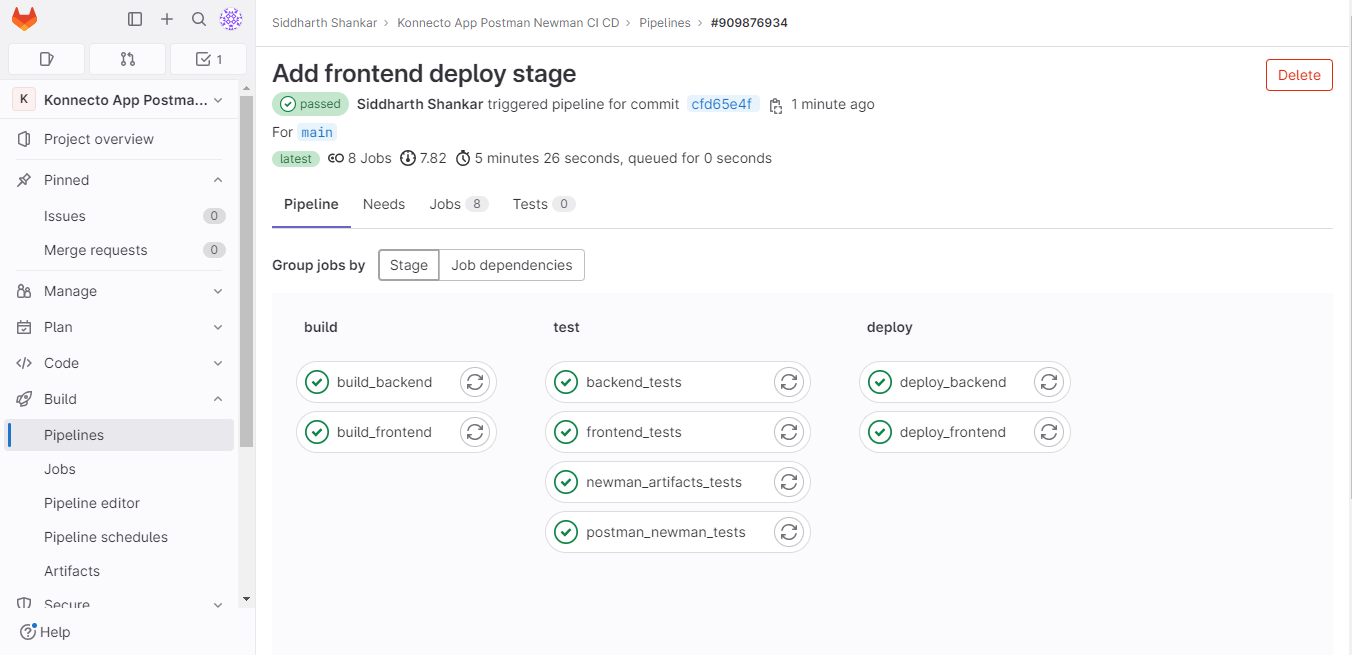 Siddharth Shankar › Konnecto App Postman Newman CI CD › Pipelines › #909876934
1
K Konnecto App Postma...
Project overview
Pinned
Issues 0
Merge requests 0
Manage
Plan
Code
Build
Pipelines
Jobs
Pipeline editor
Pipeline schedules
Artifacts
Secure
Help
Add frontend deploy stage
Delete
passed Siddharth Shankar triggered pipeline for commit cfd65e4f 1 minute ago
For main
latest 8 Jobs 7.82 5 minutes 26 seconds, queued for 0 seconds
Pipeline Needs Jobs 8 Tests 0
Group jobs by Stage Job dependencies
build
build_backend
build_frontend
test
backend_tests
frontend_tests
newman_artifacts_tests
postman_newman_tests
deploy
deploy_backend
deploy_frontend